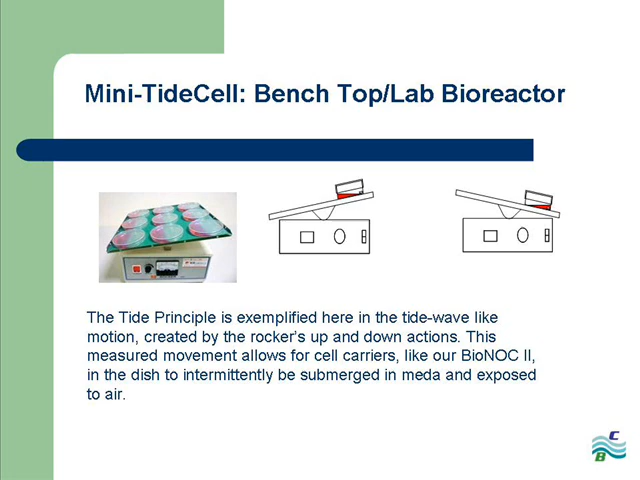 Mini-TideCell: Bench Top/Lab Bioreactor
The Tide Principle is exemplified here in the tide-wave like
motion, created by the rocker's up and down actions. This
measured movement allows for cell carriers, like our BioNOC II,
in the dish to intermittently be submerged in meda and exposed
to air.
C
B